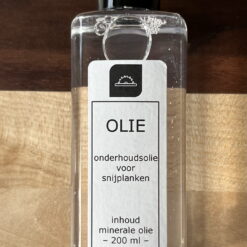 OLIE
onderhoudsolie
voor
snijplanken
inhoud
minerale olie
– 200 ml –